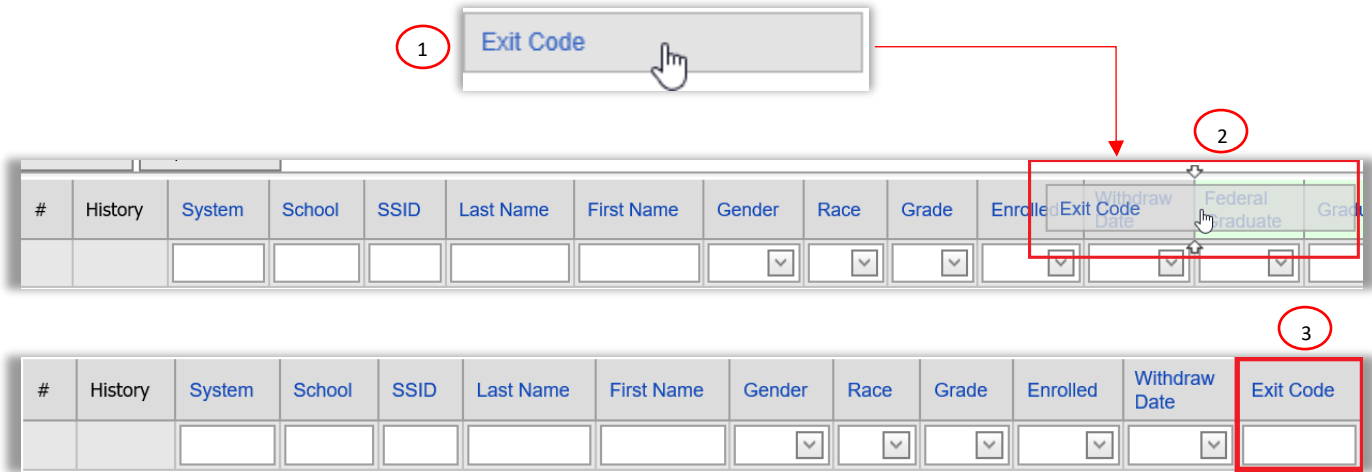 1
Exit Code
2
# History System School SSID Last Name First Name Gender Race Grade Enrolled Exit Code Withdraw Date Federal Graduate
3
# History System School SSID Last Name First Name Gender Race Grade Enrolled Withdraw Date Exit Code